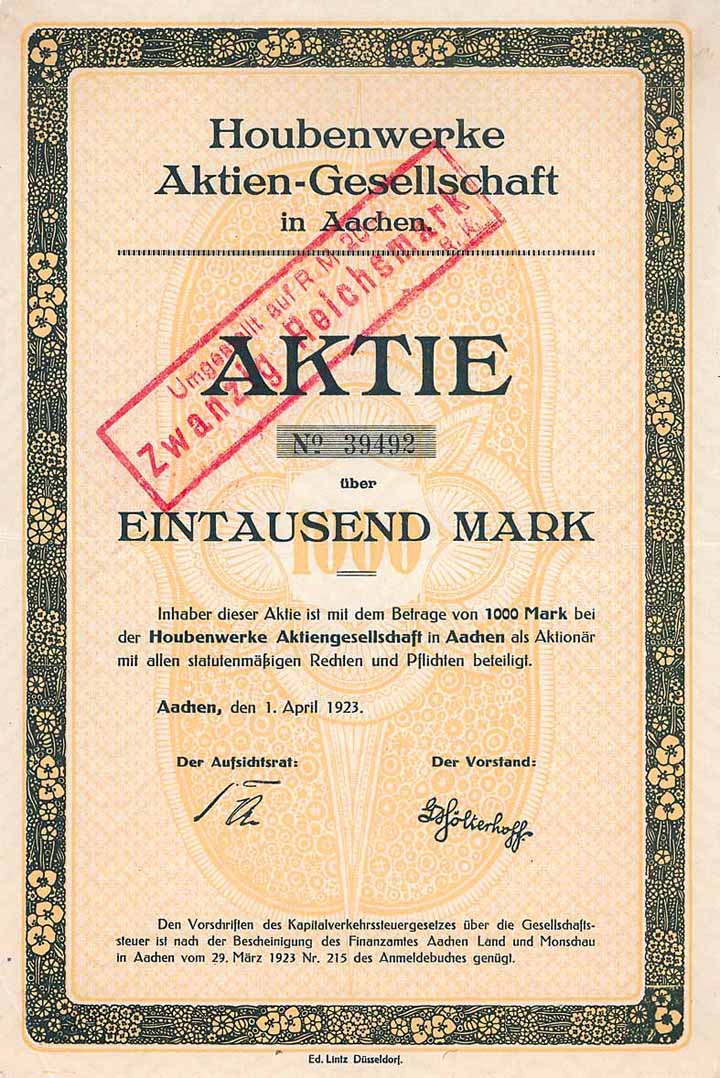 Houbenwerke
Aktien-Gesellschaft
in Aachen.
Umgestellt auf R.M. 20
Zwanzig Reichsmark
AKTIE
No 39492
über
EINTAUSEND MARK
1000
Inhaber dieser Aktie ist mit dem Betrage von 1000 Mark bei
der Houbenwerke Aktiengesellschaft in Aachen als Aktionär
mit allen statutenmäßigen Rechten und Pflichten beteiligt.
Aachen, den 1. April 1923.
Der Aufsichtsrat: Der Vorstand:
Hölterhoff
Den Vorschriften des Kapitalverkehrssteuergesetzes über die Gesellschafts-
steuer ist nach der Bescheinigung des Finanzamtes Aachen Land und Monschau
in Aachen vom 29. März 1923 Nr. 215 des Anmeldebuches genügt.
Ed. Lintz Düsseldorf.